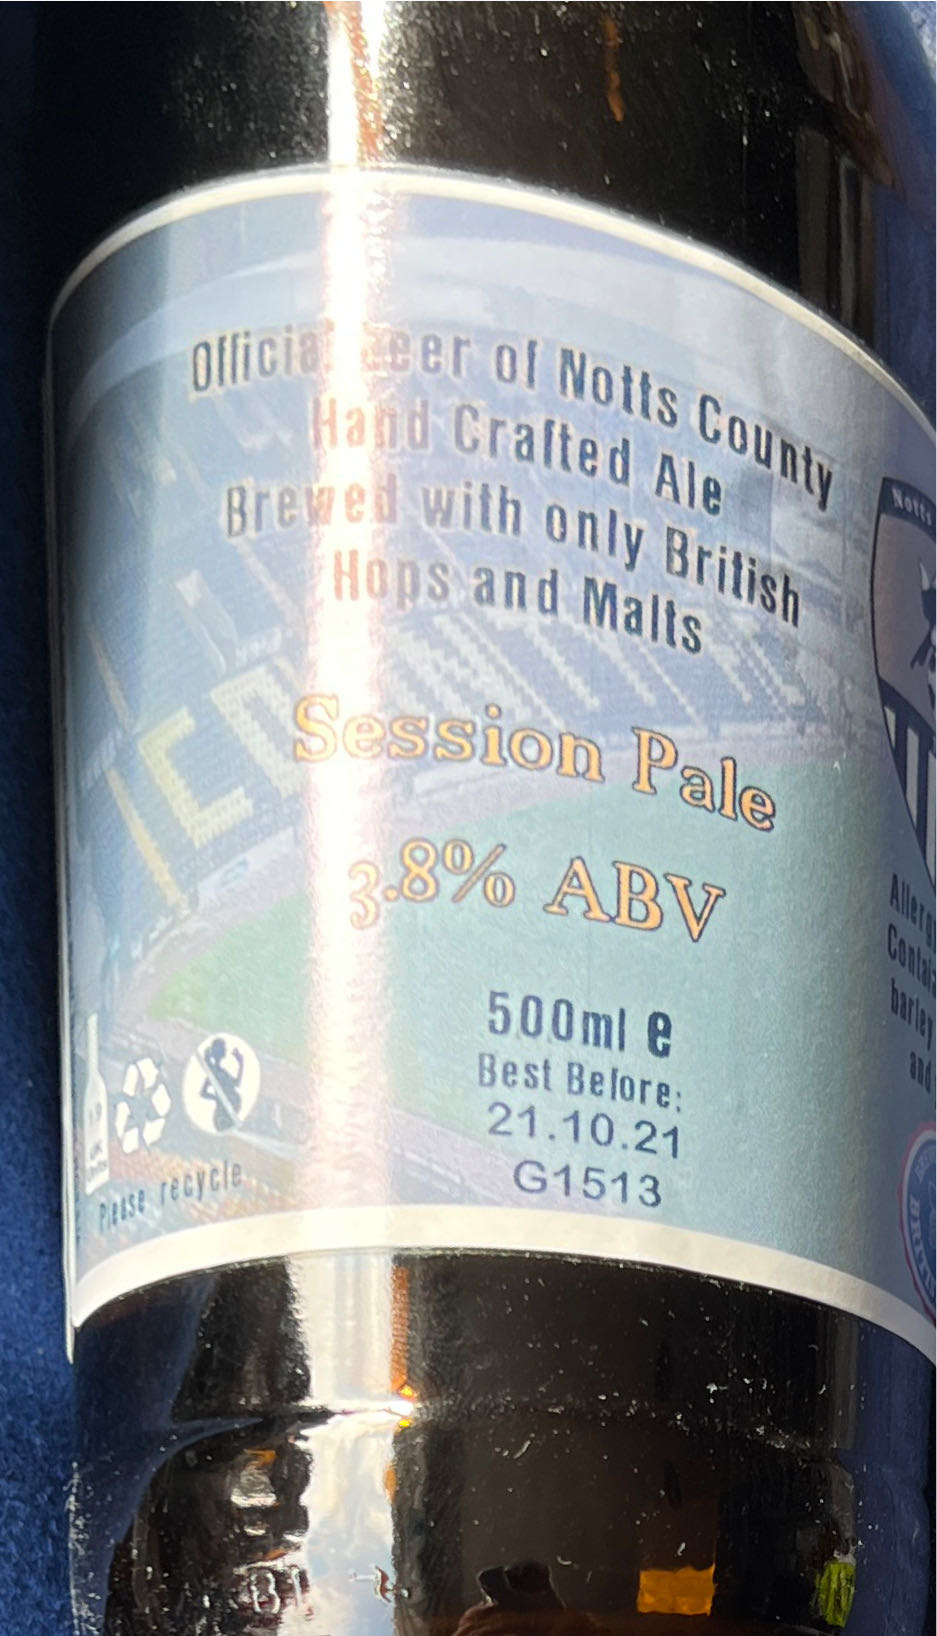 Official Beer of Notts County
Hand Crafted Ale
Brewed with only British
Hops and Malts
Session Pale
3.8% ABV
500ml e
Best Before:
21.10.21
G1513
Please recycle
Notts